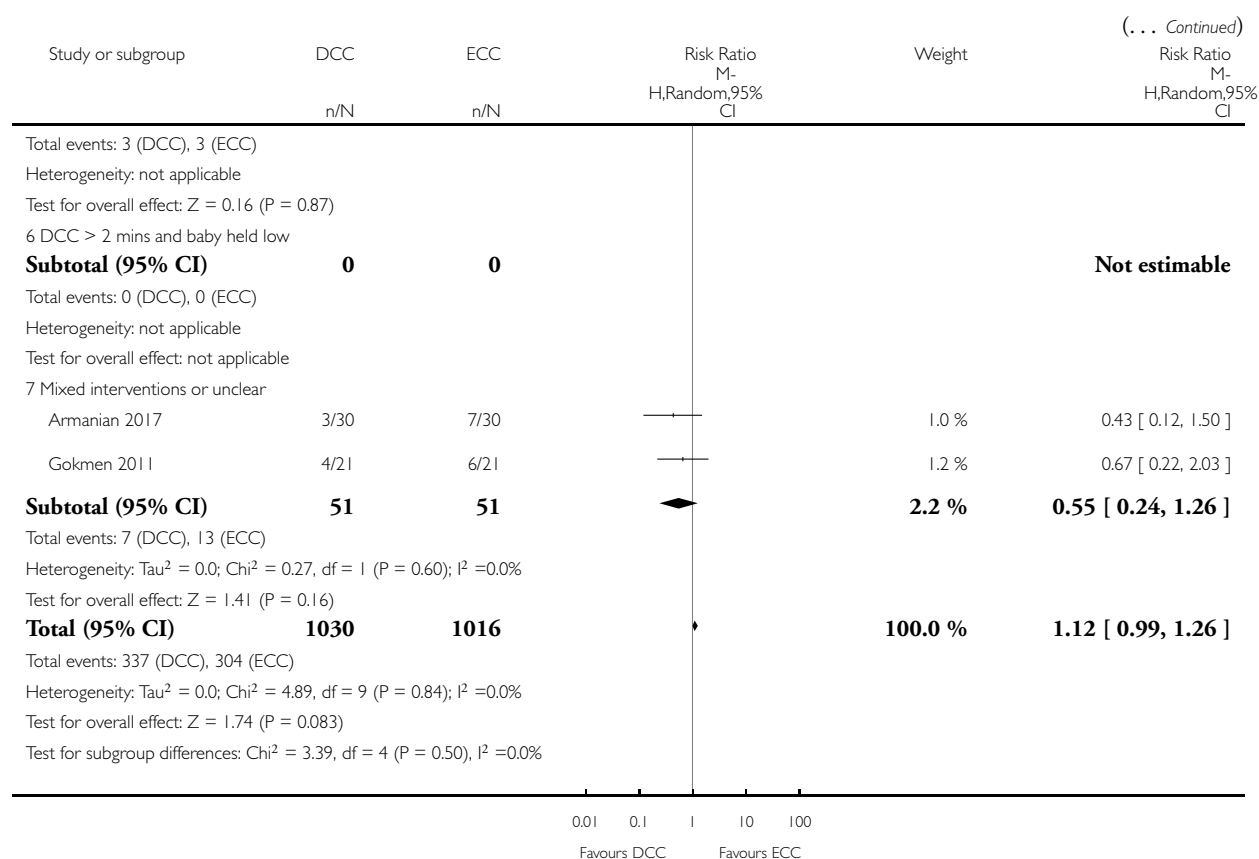 (... Continued)
Study or subgroup DCC ECC Risk Ratio Weight Risk Ratio
M- M-
H,Random,95% H,Random,95%
n/N n/N CI CI
Total events: 3 (DCC), 3 (ECC)
Heterogeneity: not applicable
Test for overall effect: Z = 0.16 (P = 0.87)
6 DCC > 2 mins and baby held low
Subtotal (95% CI) 0 0 Not estimable
Total events: 0 (DCC), 0 (ECC)
Heterogeneity: not applicable
Test for overall effect: not applicable
7 Mixed interventions or unclear
Armanian 2017 3/30 7/30 1.0 % 0.43 [ 0.12, 1.50 ]
Gokmen 2011 4/21 6/21 1.2 % 0.67 [ 0.22, 2.03 ]
Subtotal (95% CI) 51 51 2.2 % 0.55 [ 0.24, 1.26 ]
Total events: 7 (DCC), 13 (ECC)
Heterogeneity: Tau² = 0.0; Chi² = 0.27, df = 1 (P = 0.60); I² =0.0%
Test for overall effect: Z = 1.41 (P = 0.16)
Total (95% CI) 1030 1016 100.0 % 1.12 [ 0.99, 1.26 ]
Total events: 337 (DCC), 304 (ECC)
Heterogeneity: Tau² = 0.0; Chi² = 4.89, df = 9 (P = 0.84); I² =0.0%
Test for overall effect: Z = 1.74 (P = 0.083)
Test for subgroup differences: Chi² = 3.39, df = 4 (P = 0.50), I² =0.0%
0.01 0.1 1 10 100
Favours DCC Favours ECC